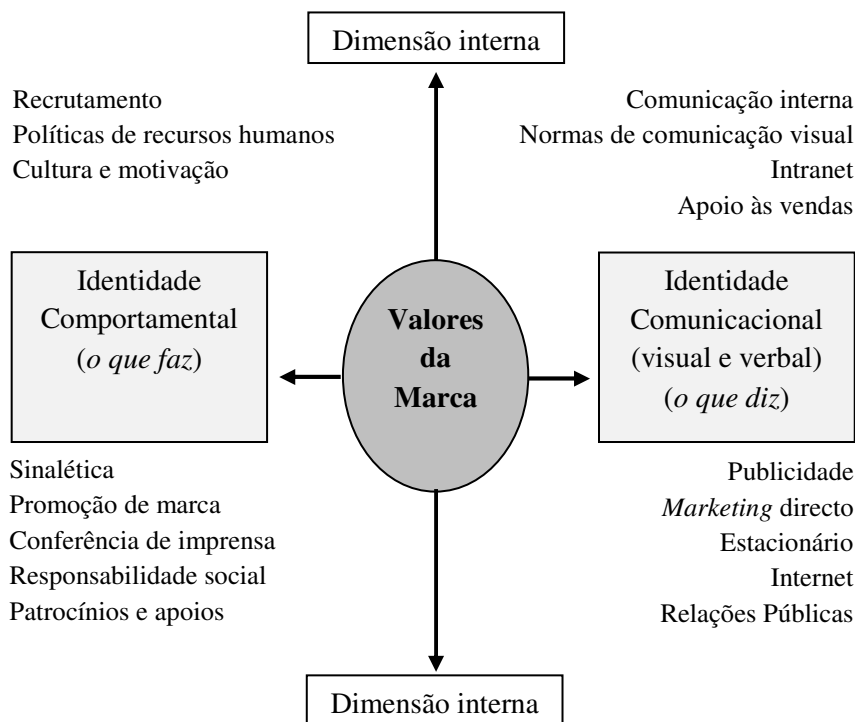 Dimensão interna
Recrutamento
Políticas de recursos humanos
Cultura e motivação
Comunicação interna
Normas de comunicação visual
Intranet
Apoio às vendas
Identidade
Comportamental
(o que faz)
Valores
da
Marca
Identidade
Comunicacional
(visual e verbal)
(o que diz)
Sinalética
Promoção de marca
Conferência de imprensa
Responsabilidade social
Patrocínios e apoios
Publicidade
Marketing directo
Estacionário
Internet
Relações Públicas
Dimensão interna